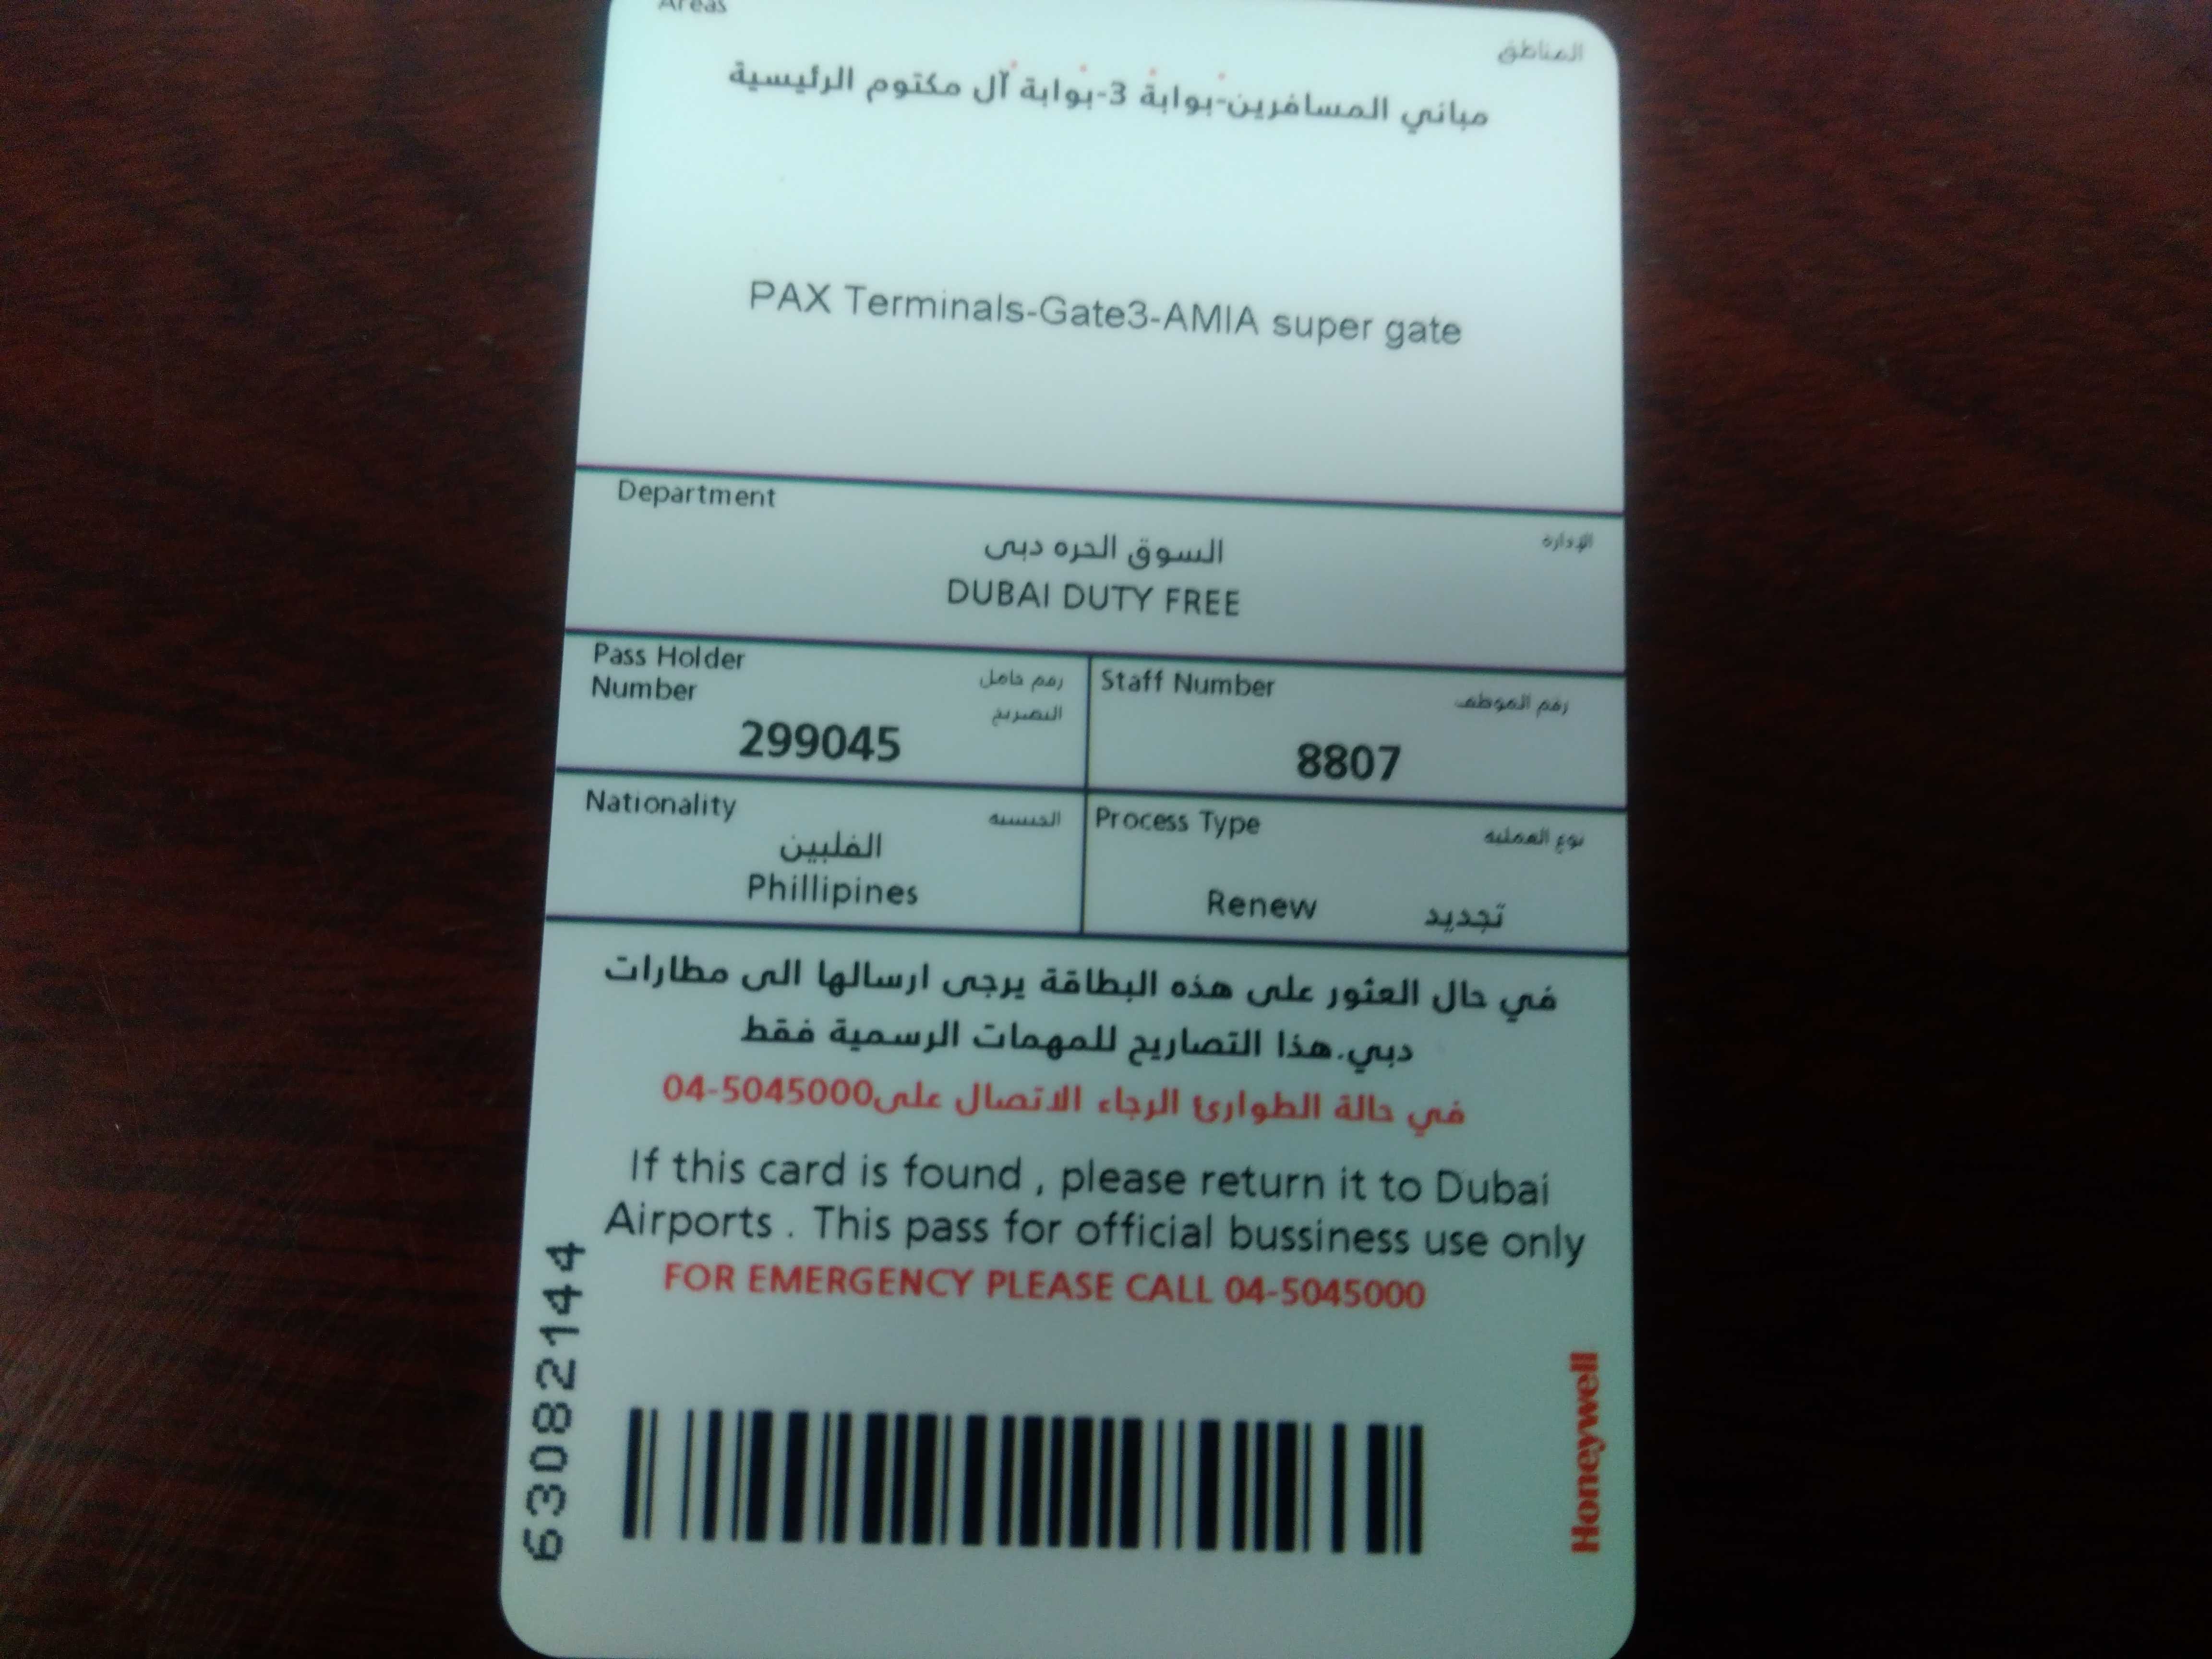 Areas
المناطق
مباني المسافرين-بوابة 3-بوابة آل مكتوم الرئيسية
PAX Terminals-Gate3-AMIA super gate
Department
الإدارة
السوق الحره دبى
DUBAI DUTY FREE
Pass Holder
Number
رقم حامل
التصريح
299045
Staff Number
رقم الموظف
8807
Nationality
الجنسية
الفلبين
Phillipines
Process Type
نوع العملية
Renew تجديد
في حال العثور على هذه البطاقة يرجى ارسالها الى مطارات
دبي.هذا التصاريح للمهمات الرسمية فقط
في حالة الطوارئ الرجاء الاتصال على04-5045000
If this card is found , please return it to Dubai
Airports . This pass for official bussiness use only
FOR EMERGENCY PLEASE CALL 04-5045000
63082144
Honeywell